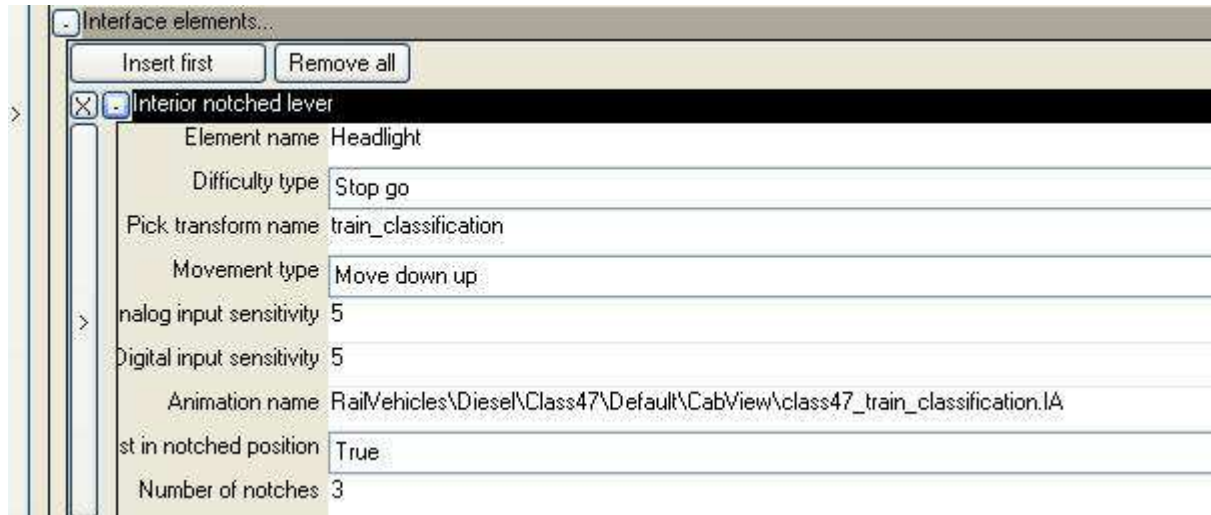 Interface elements...
Insert first Remove all
Interior notched lever
Element name Headlight
Difficulty type Stop go
Pick transform name train_classification
Movement type Move down up
nalog input sensitivity 5
Digital input sensitivity 5
Animation name RailVehicles\Diesel\Class47\Default\CabView\class47_train_classification.IA
st in notched position True
Number of notches 3